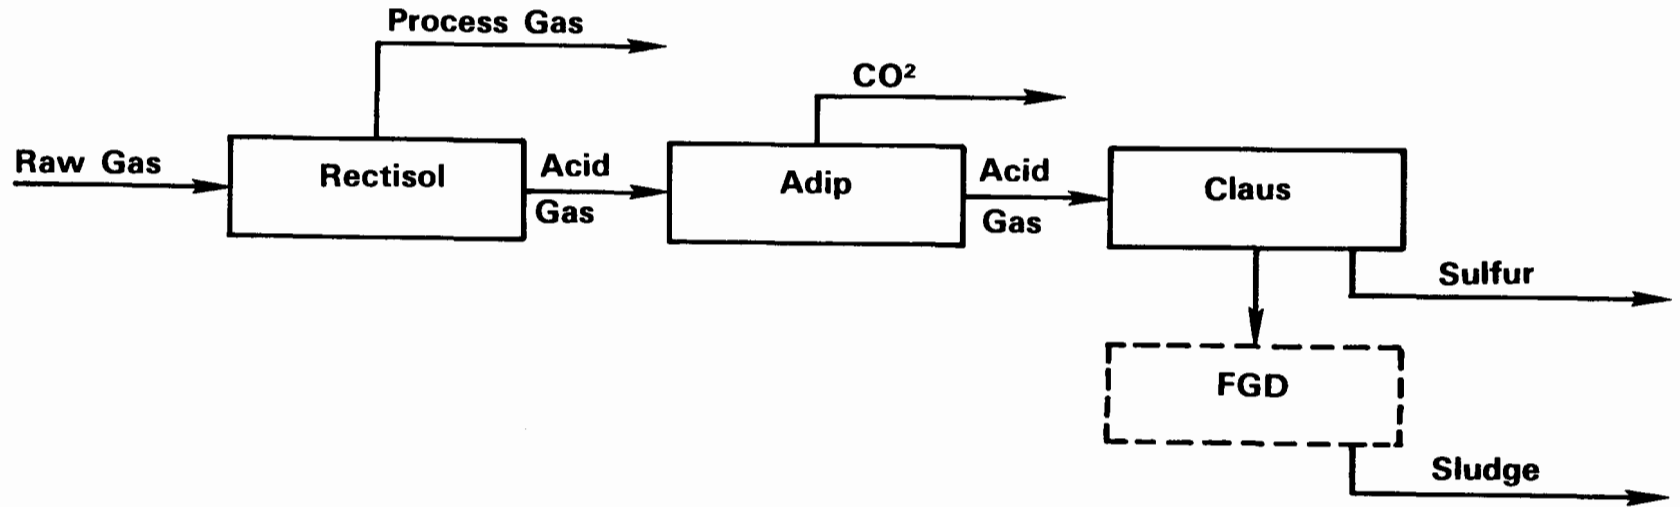 Process Gas
CO²
Raw Gas
Rectisol
Acid
Gas
Adip
Acid
Gas
Claus
Sulfur
FGD
Sludge